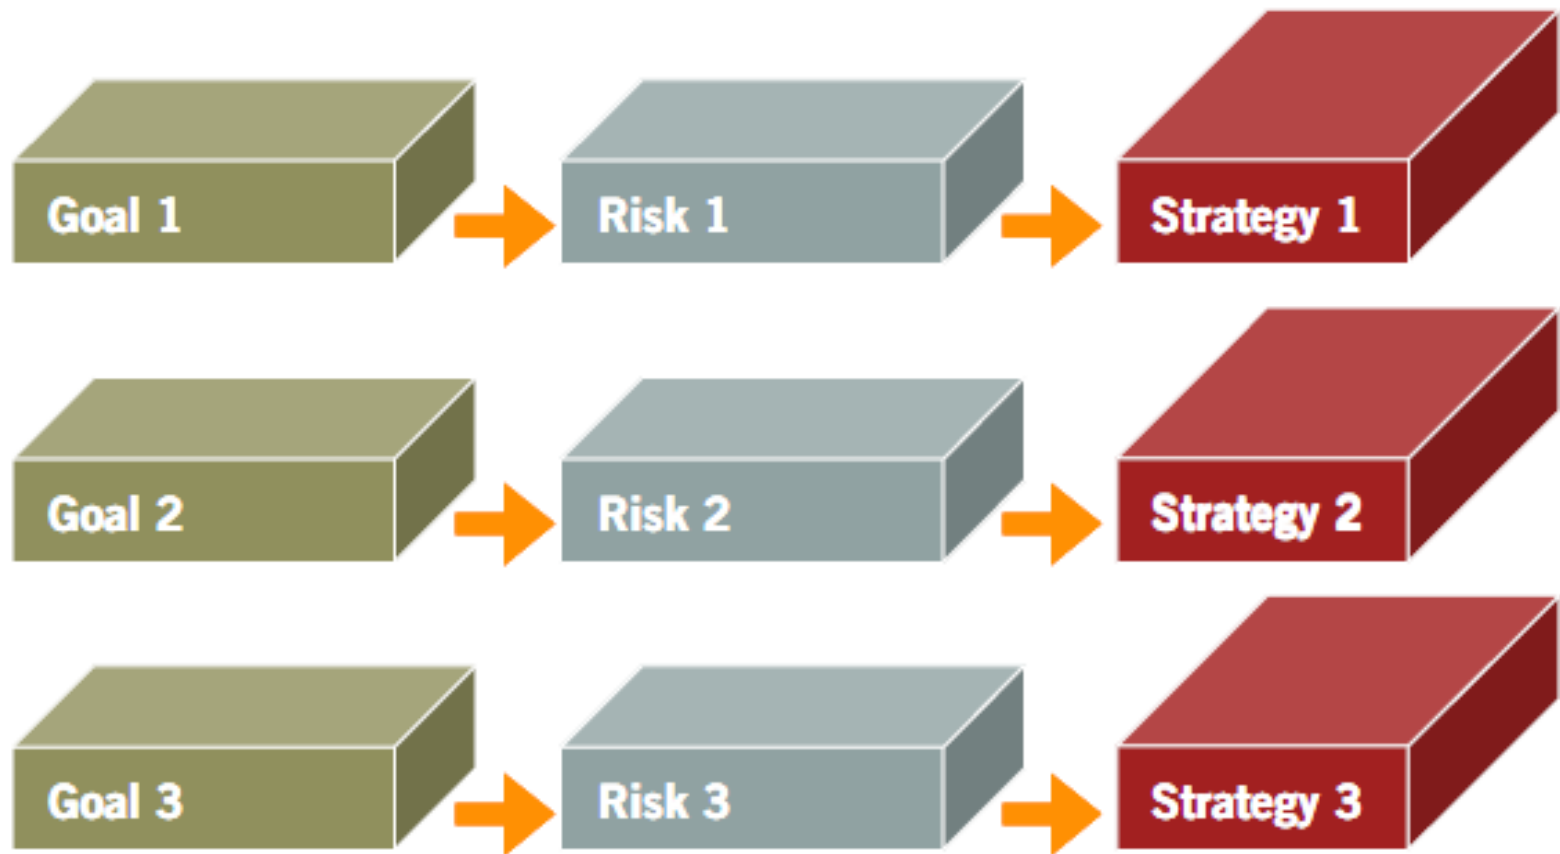 Goal 1 Risk 1 Strategy 1
Goal 2 Risk 2 Strategy 2
Goal 3 Risk 3 Strategy 3